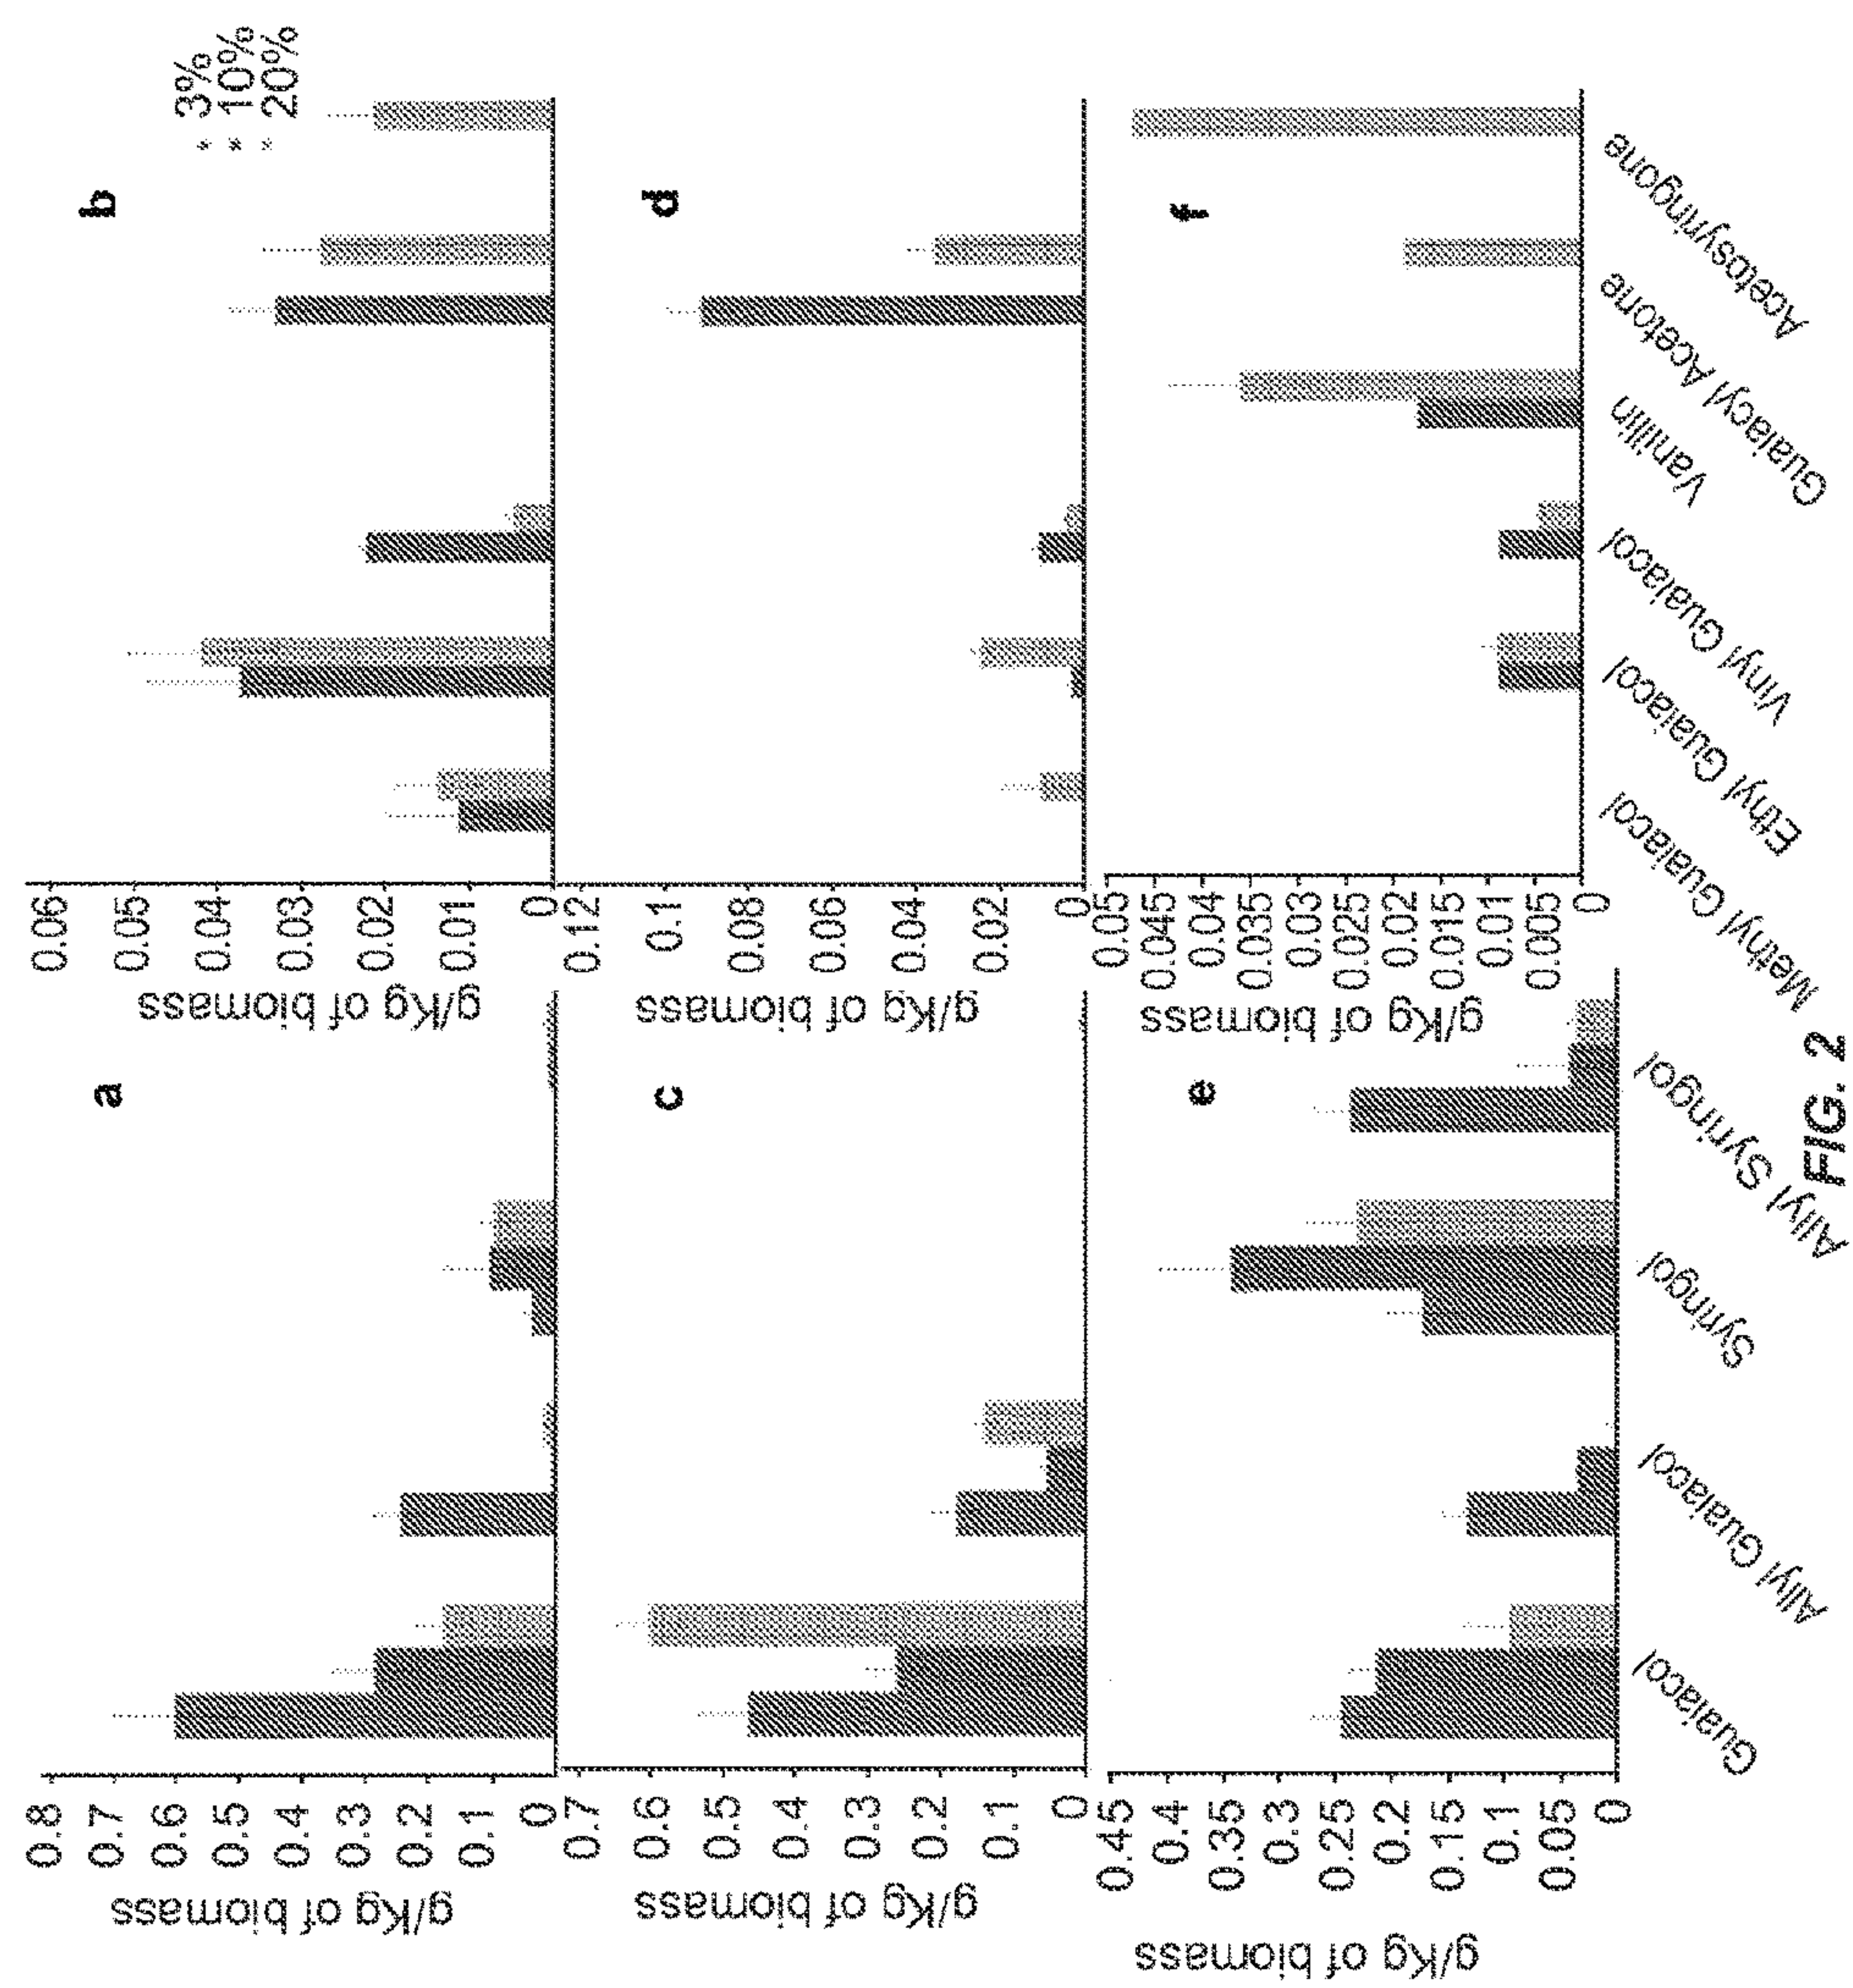 a
g/Kg of biomass
0.8
0.7
0.6
0.5
0.4
0.3
0.2
0.1
0
b
3%
10%
20%
g/Kg of biomass
0.06
0.05
0.04
0.03
0.02
0.01
0
c
g/Kg of biomass
0.7
0.6
0.5
0.4
0.3
0.2
0.1
0
d
g/Kg of biomass
0.12
0.1
0.08
0.06
0.04
0.02
0
e
g/Kg of biomass
0.45
0.4
0.35
0.3
0.25
0.2
0.15
0.1
0.05
0
Guaiacol
Allyl Guaiacol
Syringol
Allyl Syringol
f
g/Kg of biomass
0.05
0.045
0.04
0.035
0.03
0.025
0.02
0.015
0.01
0.005
0
Methyl Guaiacol
Ethyl Guaiacol
Vinyl Guaiacol
Vanillin
Guaiacyl Acetone
Acetosyringone
FIG. 2